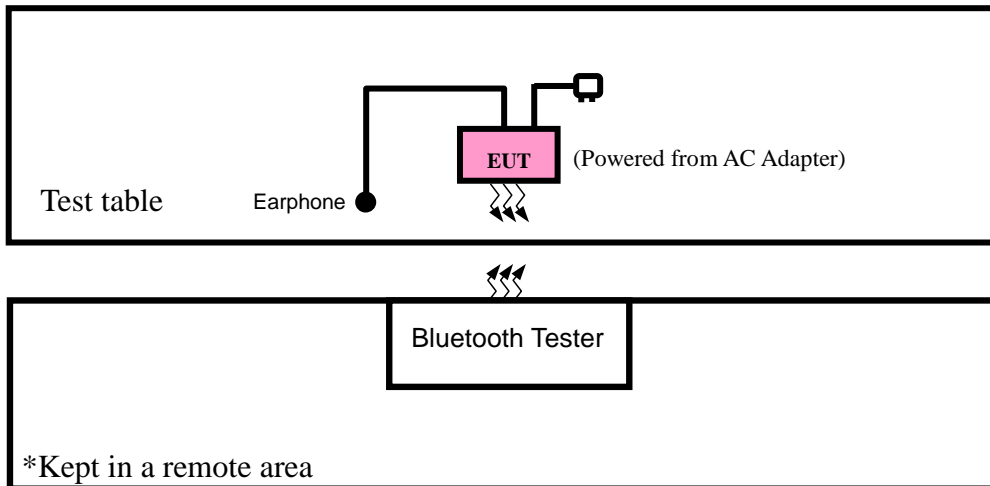 EUT
(Powered from AC Adapter)
Test table
Earphone
Bluetooth Tester
*Kept in a remote area